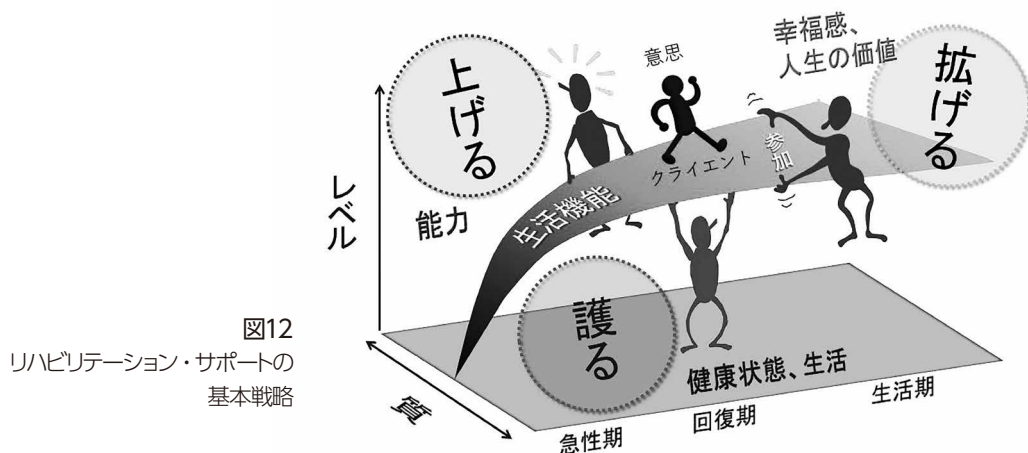 上げる
意思
幸福感、
人生の価値
拡げる
レベル
能力
生活機能
クライエント
参加
護る
健康状態、生活
質
急性期
回復期
生活期
図12
リハビリテーション・サポートの
基本戦略